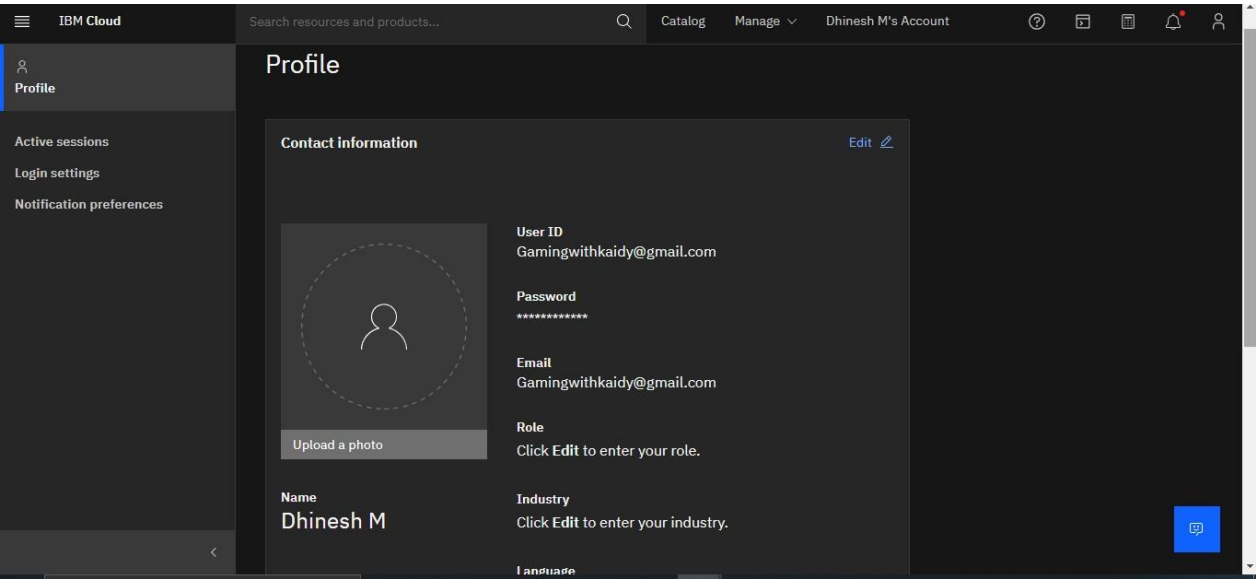 IBM Cloud
Search resources and products...
Catalog
Manage
Dhinesh M's Account
Profile
Active sessions
Login settings
Notification preferences
Profile
Contact information
Edit
Upload a photo
Name
Dhinesh M
User ID
Gamingwithkaidy@gmail.com
Password
************
Email
Gamingwithkaidy@gmail.com
Role
Click Edit to enter your role.
Industry
Click Edit to enter your industry.
Language